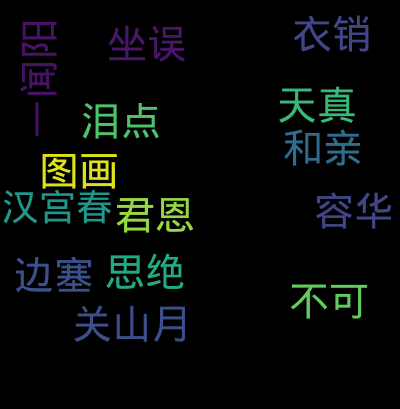 衣销
坐误
一闻阳
天真
泪点
和亲
图画
汉宫春
君恩
容华
思绝
边塞
不可
关山月